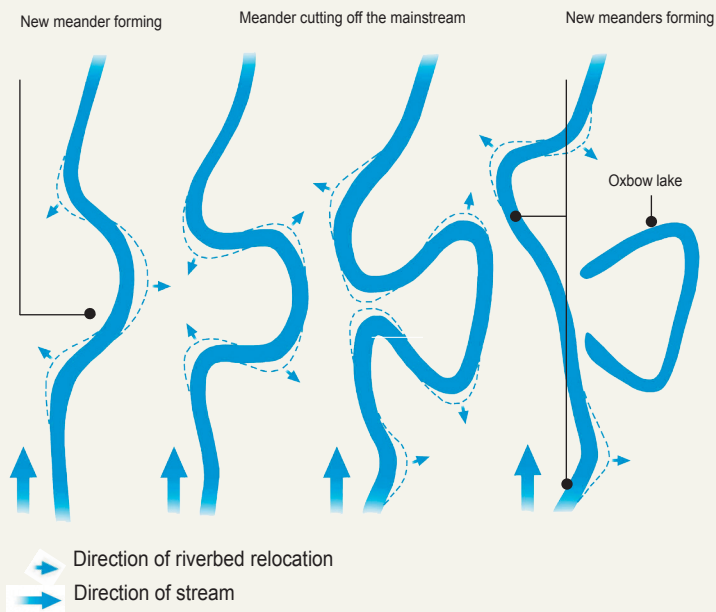 New meander forming
Meander cutting off the mainstream
New meanders forming
Oxbow lake
Direction of riverbed relocation
Direction of stream